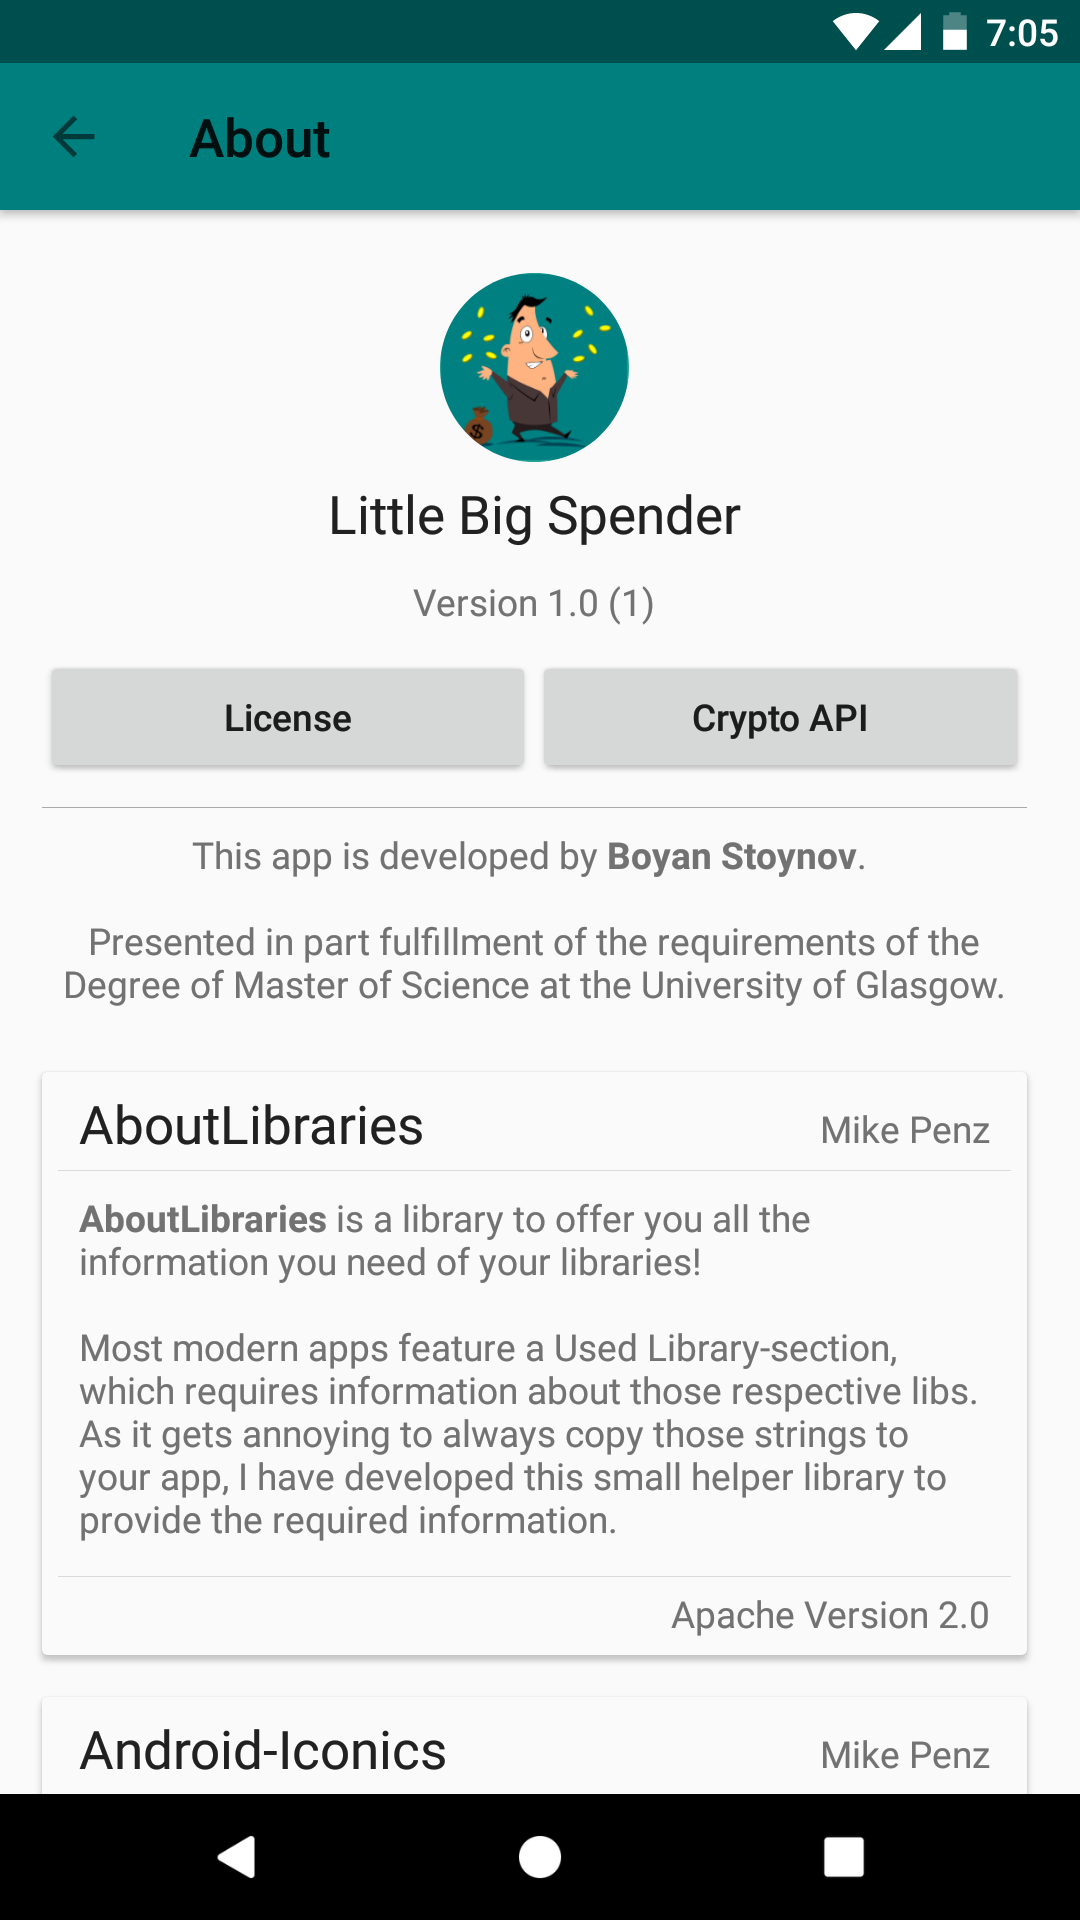 7:05
About
$
Little Big Spender
Version 1.0 (1)
License
Crypto API
This app is developed by Boyan Stoynov.
Presented in part fulfillment of the requirements of the
Degree of Master of Science at the University of Glasgow.
AboutLibraries
Mike Penz
AboutLibraries is a library to offer you all the
information you need of your libraries!
Most modern apps feature a Used Library-section,
which requires information about those respective libs.
As it gets annoying to always copy those strings to
your app, I have developed this small helper library to
provide the required information.
Apache Version 2.0
Android-Iconics
Mike Penz